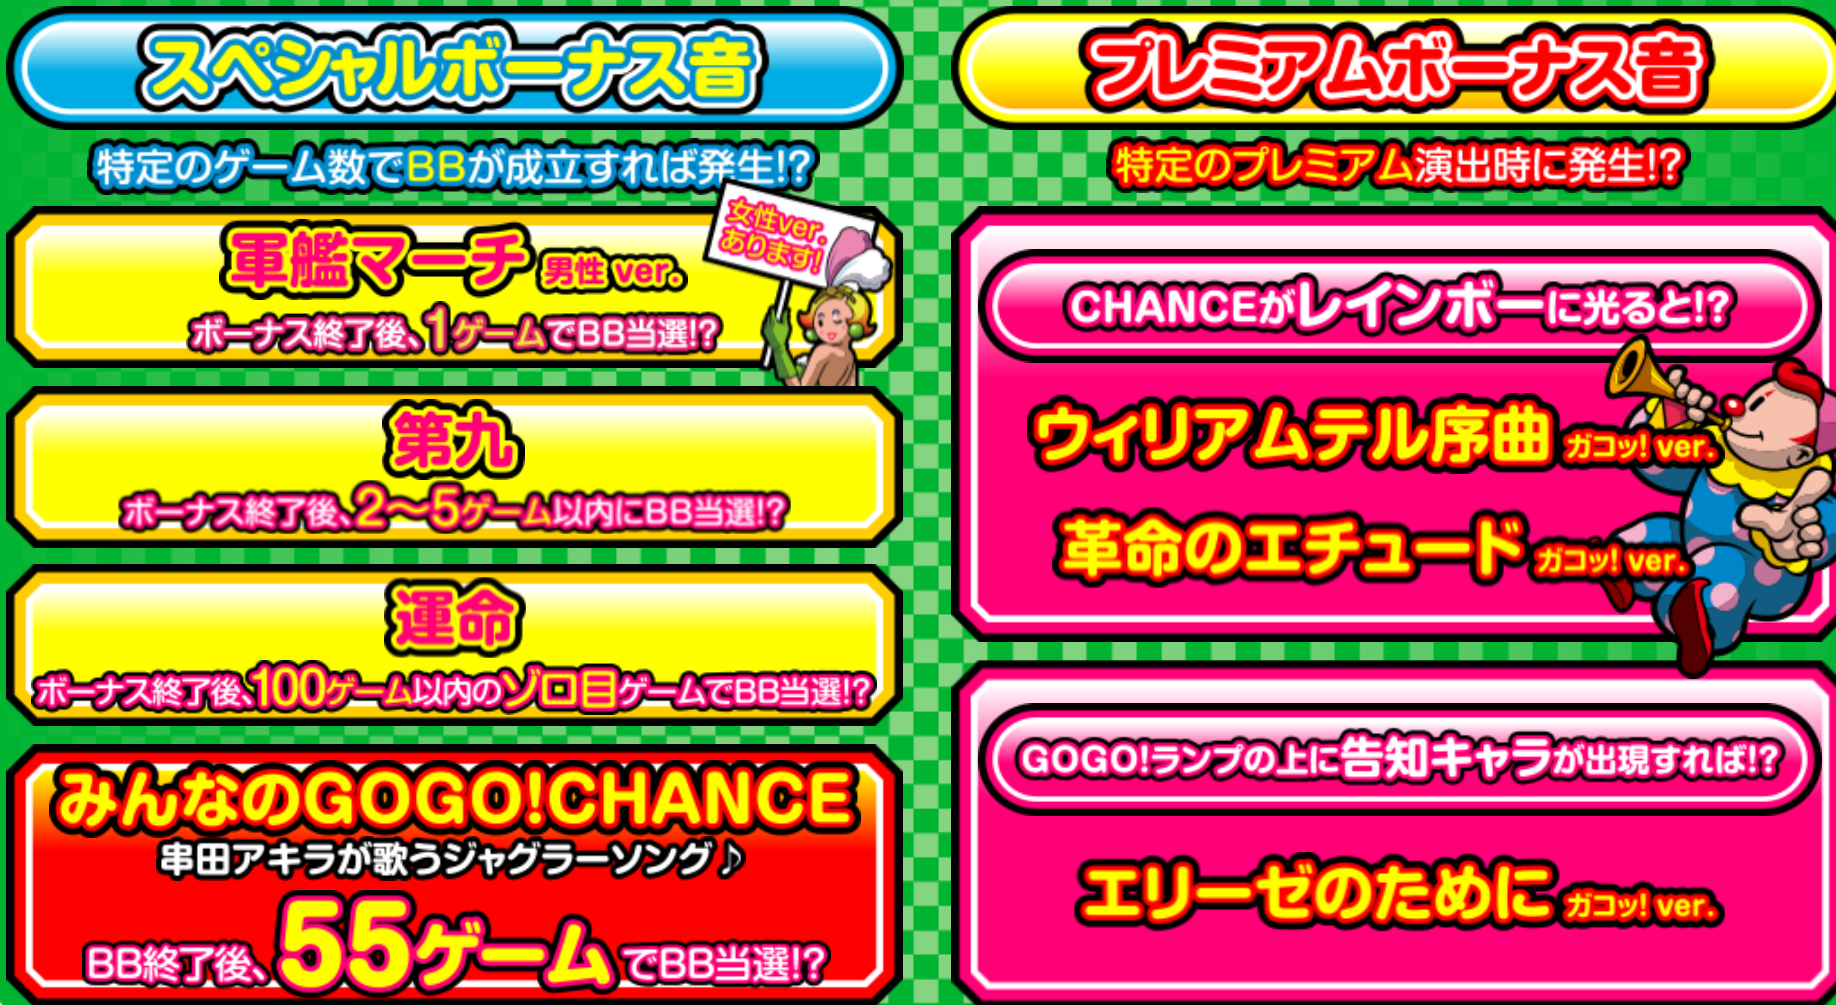 スペシャルボーナス音
特定のゲーム数でBBが成立すれば発生!?
軍艦マーチ 男性 ver.
女性ver.
あります!
ボーナス終了後、1ゲームでBB当選!?
第九
ボーナス終了後、2〜5ゲーム以内にBB当選!?
運命
ボーナス終了後、100ゲーム以内のゾロ目ゲームでBB当選!?
みんなのGOGO!CHANCE
串田アキラが歌うジャグラーソング♪
BB終了後、55ゲームでBB当選!?
プレミアムボーナス音
特定のプレミアム演出時に発生!?
CHANCEがレインボーに光ると!?
ウィリアムテル序曲 ガコッ! ver.
革命のエチュード ガコッ! ver.
GOGO!ランプの上に告知キャラが出現すれば!?
エリーゼのために ガコッ! ver.